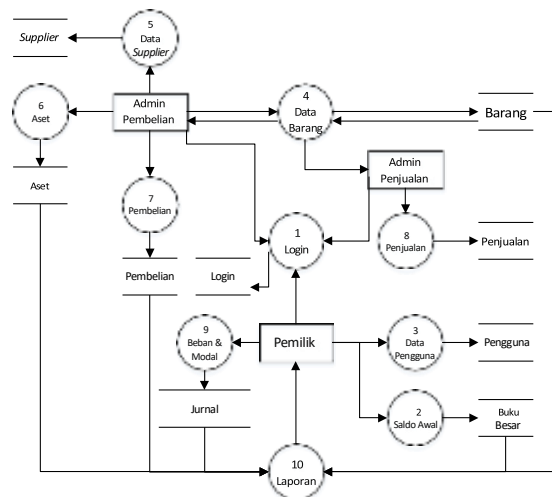 5
Data
Supplier
Supplier
6
Aset
Admin
Pembelian
4
Data
Barang
Barang
Aset
7
Pembelian
Admin
Penjualan
1
Login
8
Penjualan
Penjualan
Pembelian
Login
9
Beban &
Modal
Pemilik
3
Data
Pengguna
Pengguna
Jurnal
2
Saldo Awal
Buku
Besar
10
Laporan